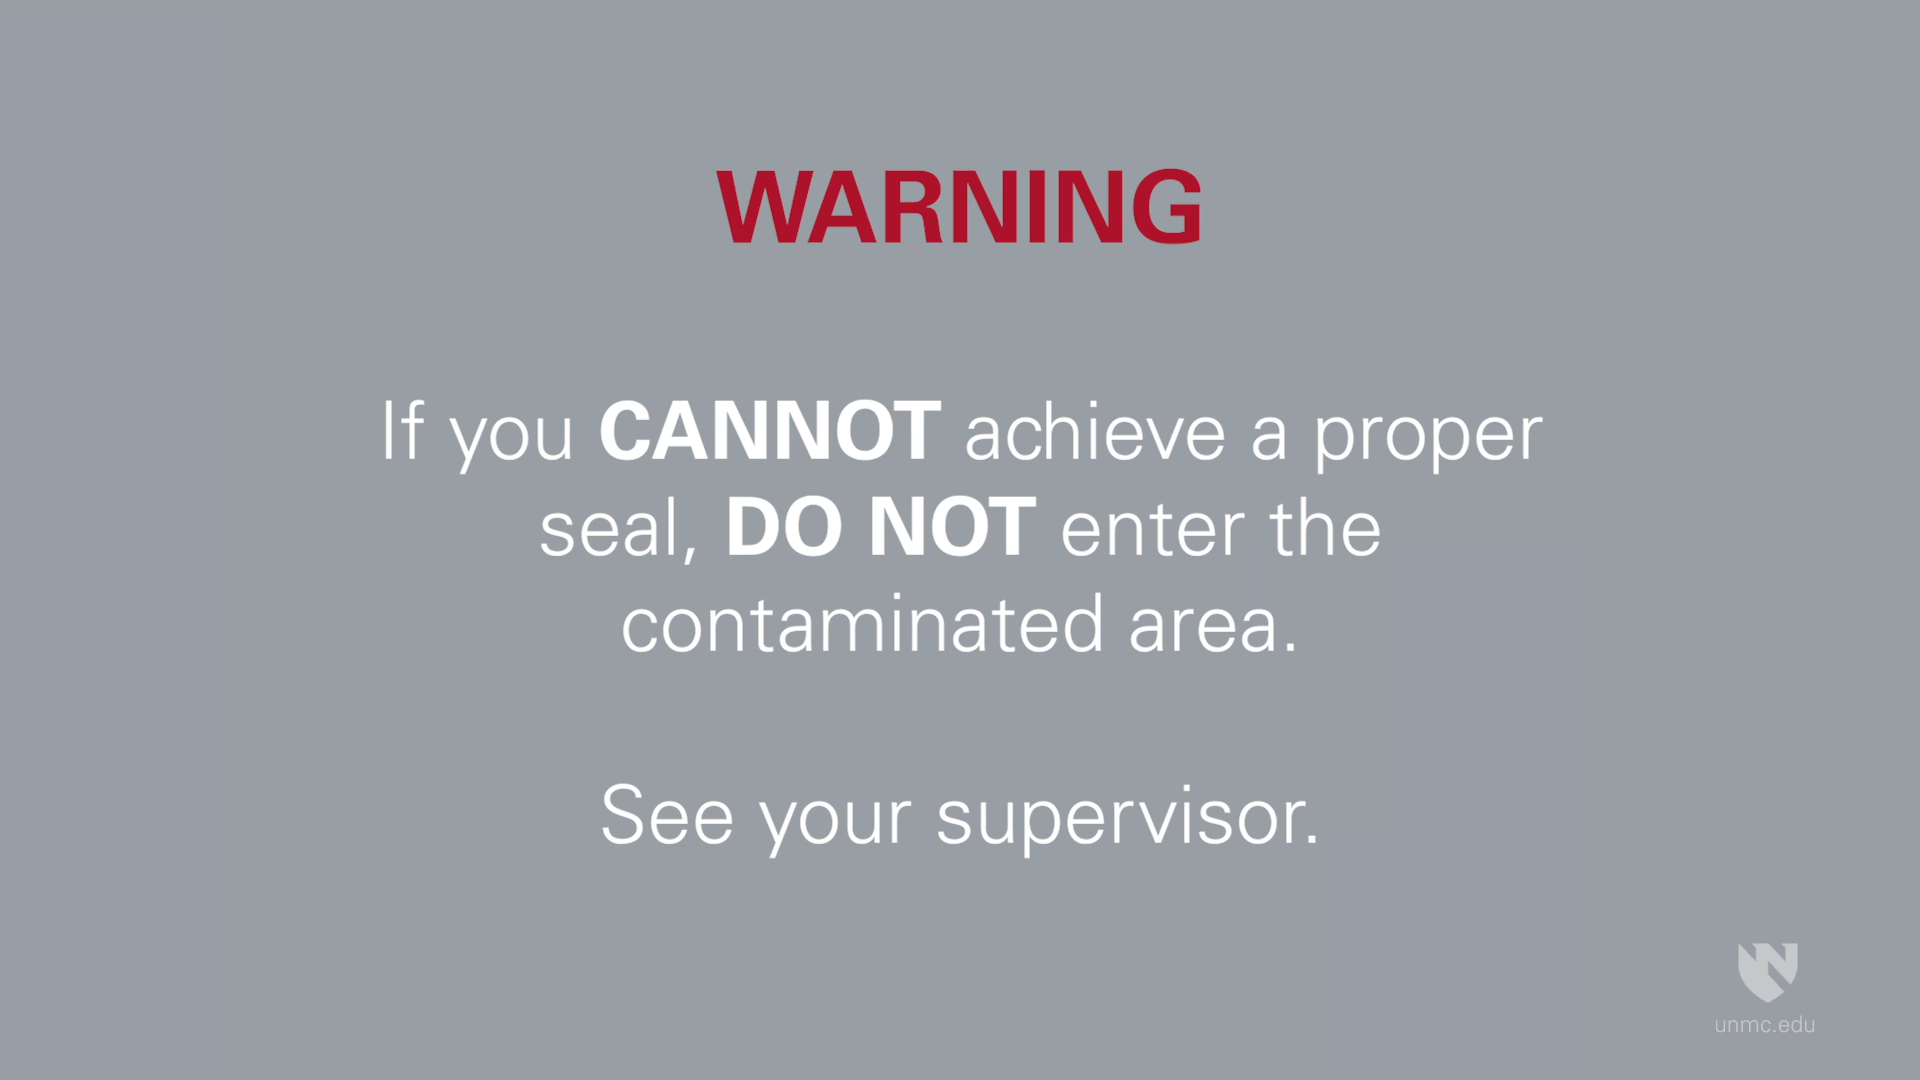 WARNING
If you CANNOT achieve a proper
seal, DO NOT enter the
contaminated area.
See your supervisor.
unmc.edu